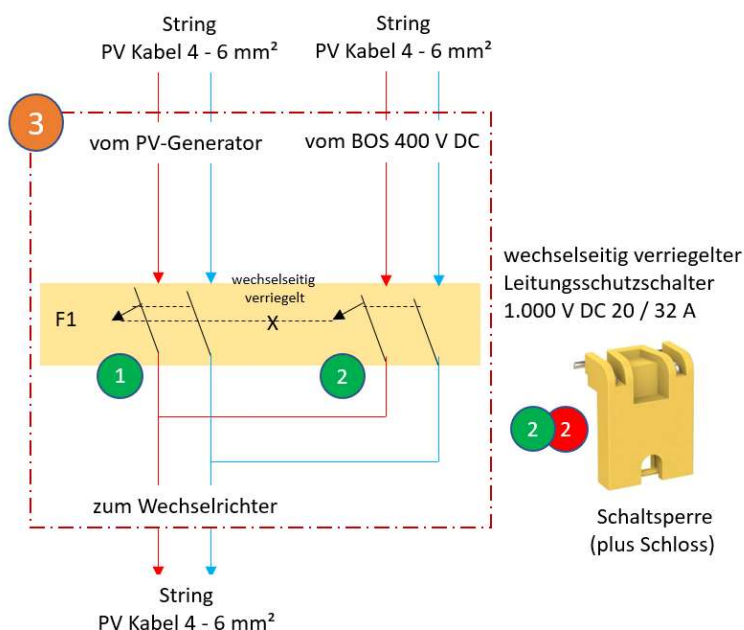 String
PV Kabel 4 - 6 mm²
String
PV Kabel 4 - 6 mm²
3
vom PV-Generator
vom BOS 400 V DC
wechselseitig
verriegelt
F1
X
1
2
wechselseitig verriegelter
Leitungsschutzschalter
1.000 V DC 20 / 32 A
2
2
Schaltsperre
(plus Schloss)
zum Wechselrichter
String
PV Kabel 4 - 6 mm²